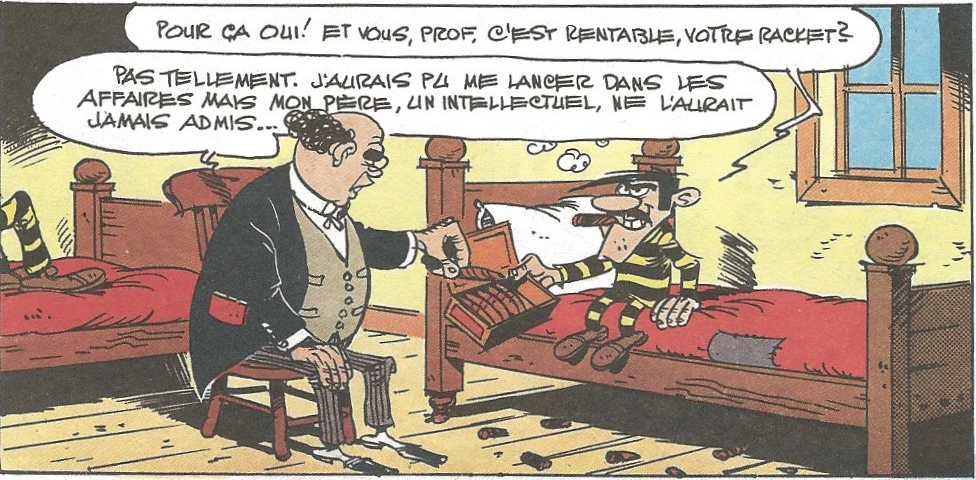 POUR ÇA OUI! ET VOUS, PROF. C'EST RENTABLE, VOTRE RACKET?
PAS TELLEMENT. J'AURAIS PU ME LANCER DANS LES
AFFAIRES MAIS MON PÈRE, UN INTELLECTUEL, NE L'AURAIT
JAMAIS ADMIS...